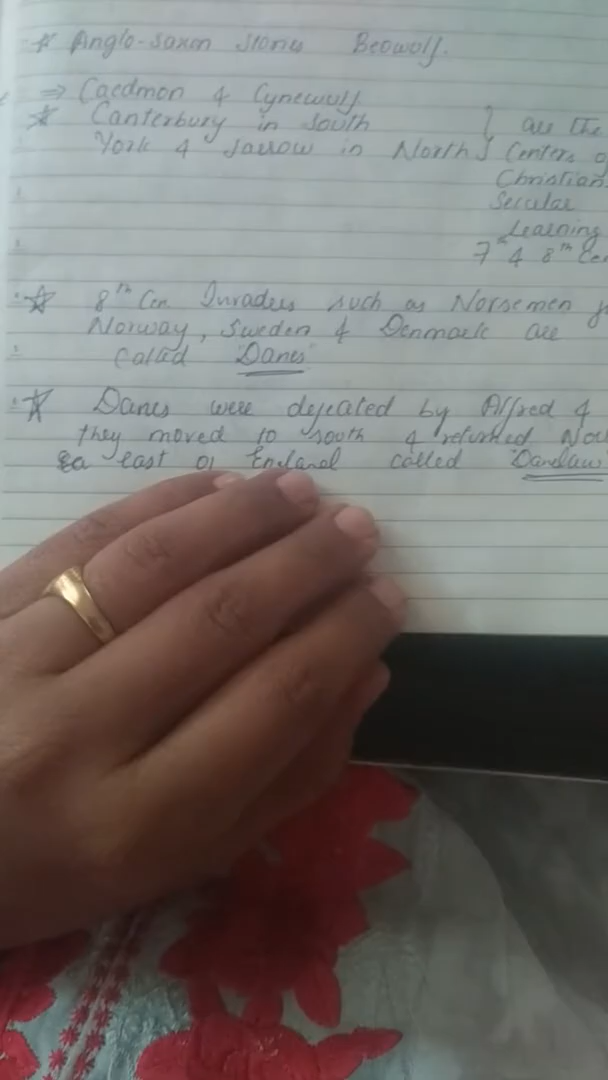 Anglo-Saxon Stories Beowulf.
⇒ Caedmon & Cynewulf
Canterbury in South
York & Jarrow in North } are the
Centers
Christian
Secular
Learning
7th & 8th Cen
8th Cen Invaders such as Norsemen
Norway, Sweden & Denmark are
called "Danes"
Danes were defeated by Alfred &
they moved to south & returned
east of England called "Danelaw